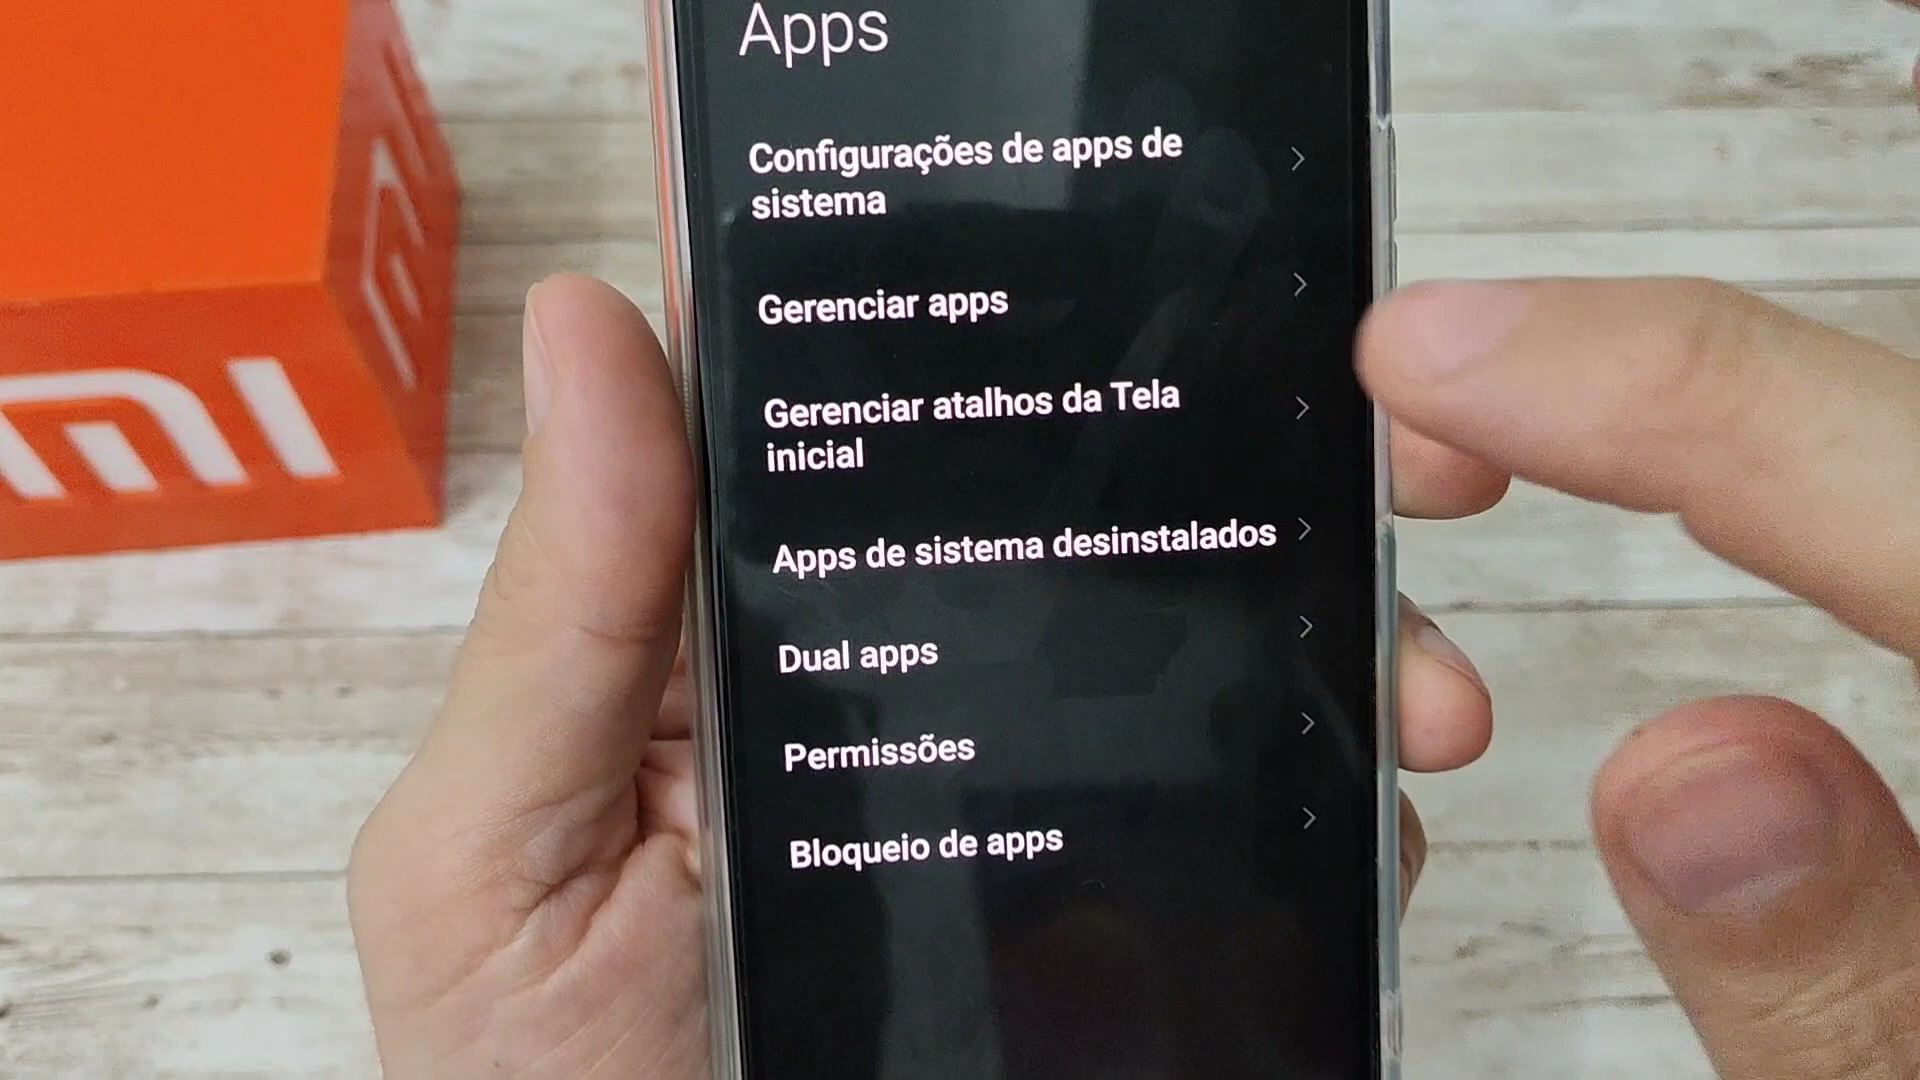 Apps
Configurações de apps de
sistema
Gerenciar apps
Gerenciar atalhos da Tela
inicial
Apps de sistema desinstalados
Dual apps
Permissões
Bloqueio de apps
MI